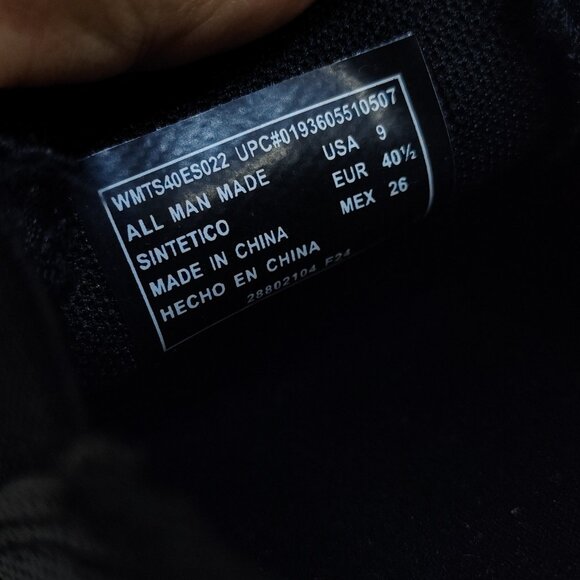 WMTS40ES022 UPC#0193605510507
ALL MAN MADE USA 9
SINTETICO EUR 40½
MADE IN CHINA MEX 26
HECHO EN CHINA
28802104 F24